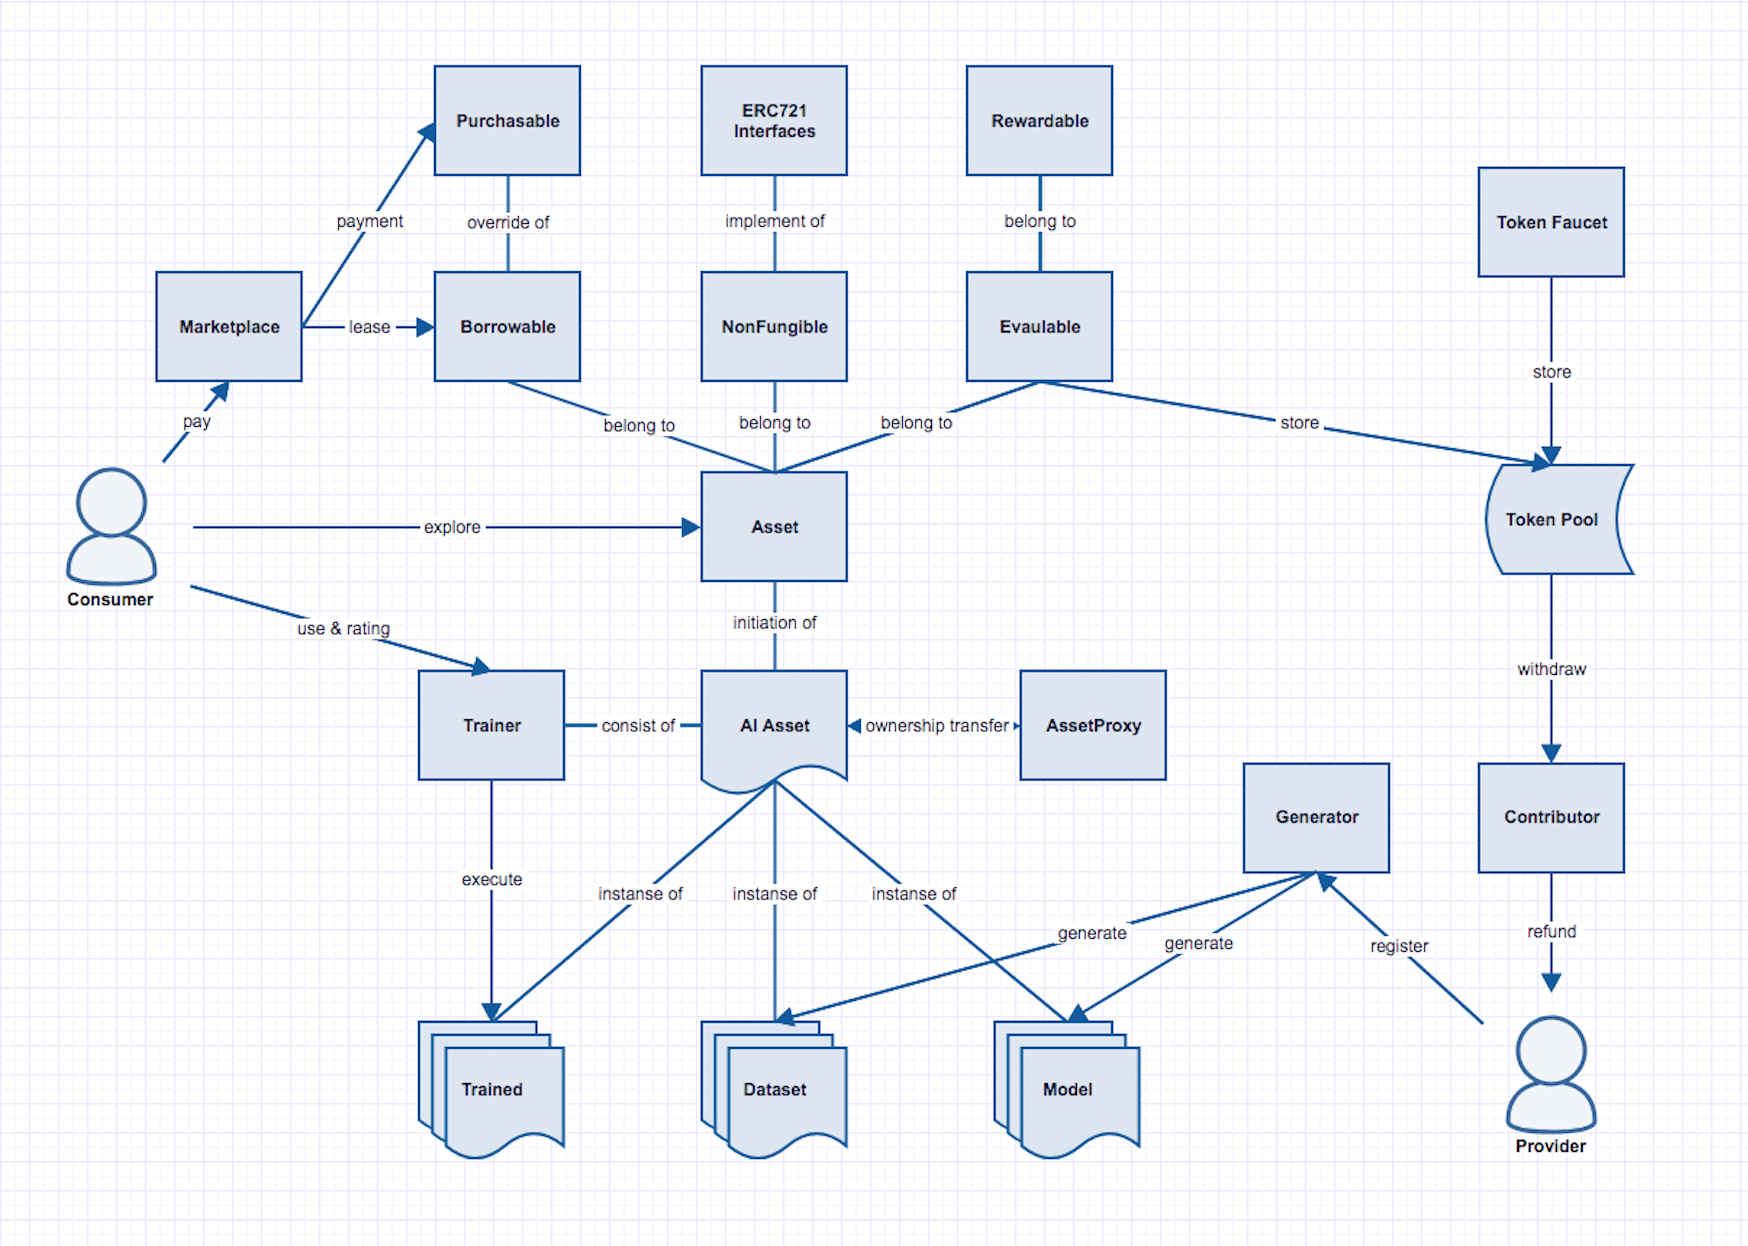 Purchasable
ERC721
Interfaces
Rewardable
Token Faucet
payment
override of
implement of
belong to
Marketplace
lease
Borrowable
NonFungible
Evaulable
store
pay
belong to
belong to
belong to
store
Consumer
explore
Asset
Token Pool
use & rating
initiation of
withdraw
Trainer
consist of
AI Asset
ownership transfer
AssetProxy
Generator
Contributor
execute
instanse of
instanse of
instanse of
generate
generate
register
refund
Trained
Dataset
Model
Provider